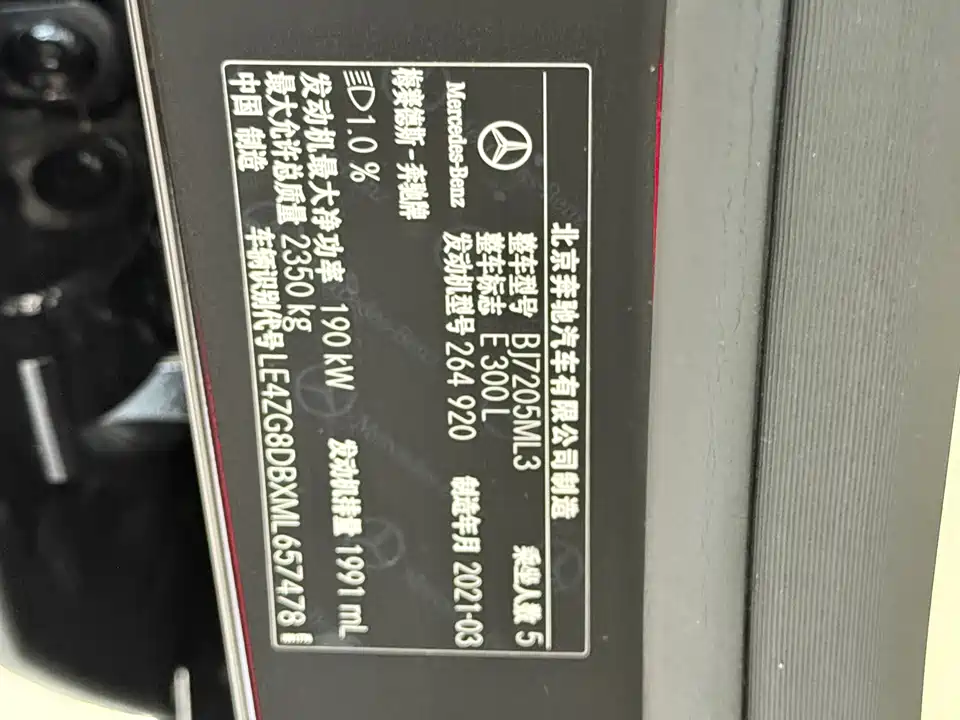 北京奔驰汽车有限公司制造
Mercedes-Benz
梅赛德斯-奔驰牌
整车型号 BJ7205ML3 乘坐人数 5
整车标志 E 300 L
发动机型号 264 920 制造年月 2021-03
1.0 %
发动机最大净功率 190 kW 发动机排量 1991 mL
最大允许总质量 2350 kg
中国 制造 车辆识别代号 LE4ZG8DBXML657478